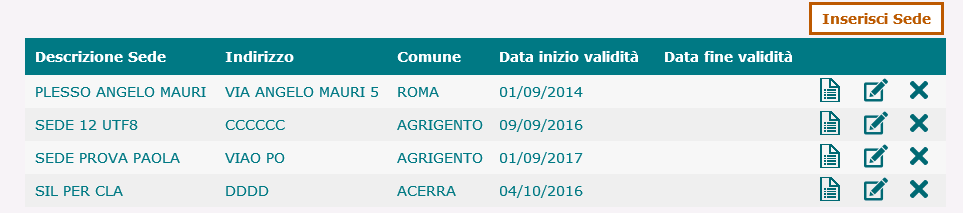 Inserisci Sede
Descrizione Sede Indirizzo Comune Data inizio validità Data fine validità
PLESSO ANGELO MAURI VIA ANGELO MAURI 5 ROMA 01/09/2014
SEDE 12 UTF8 CCCCCC AGRIGENTO 09/09/2016
SEDE PROVA PAOLA VIAO PO AGRIGENTO 01/09/2017
SIL PER CLA DDDD ACERRA 04/10/2016